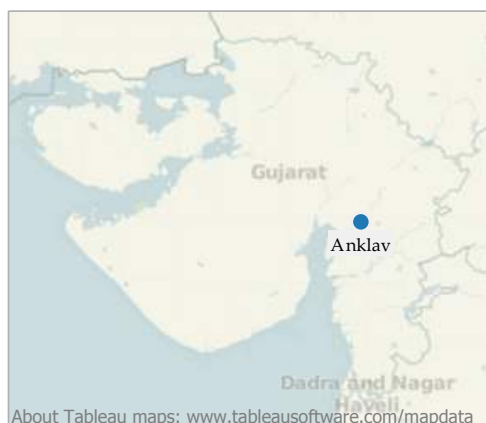 Gujarat
Anklav
Dadra and Nagar
Haveli
About Tableau maps: www.tableausoftware.com/mapdata